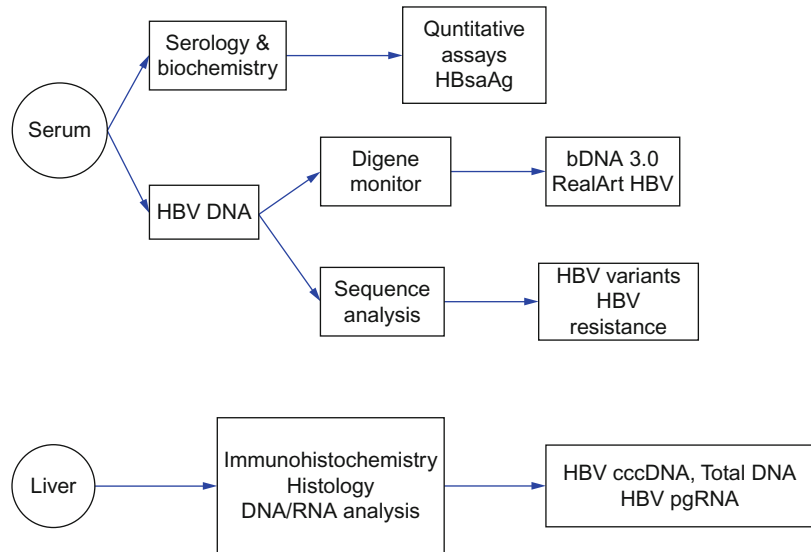 Serology &
biochemistry
Quntitative
assays
HBsaAg
Serum
Digene
monitor
bDNA 3.0
RealArt HBV
HBV DNA
Sequence
analysis
HBV variants
HBV
resistance
Liver
Immunohistochemistry
Histology
DNA/RNA analysis
HBV cccDNA, Total DNA
HBV pgRNA